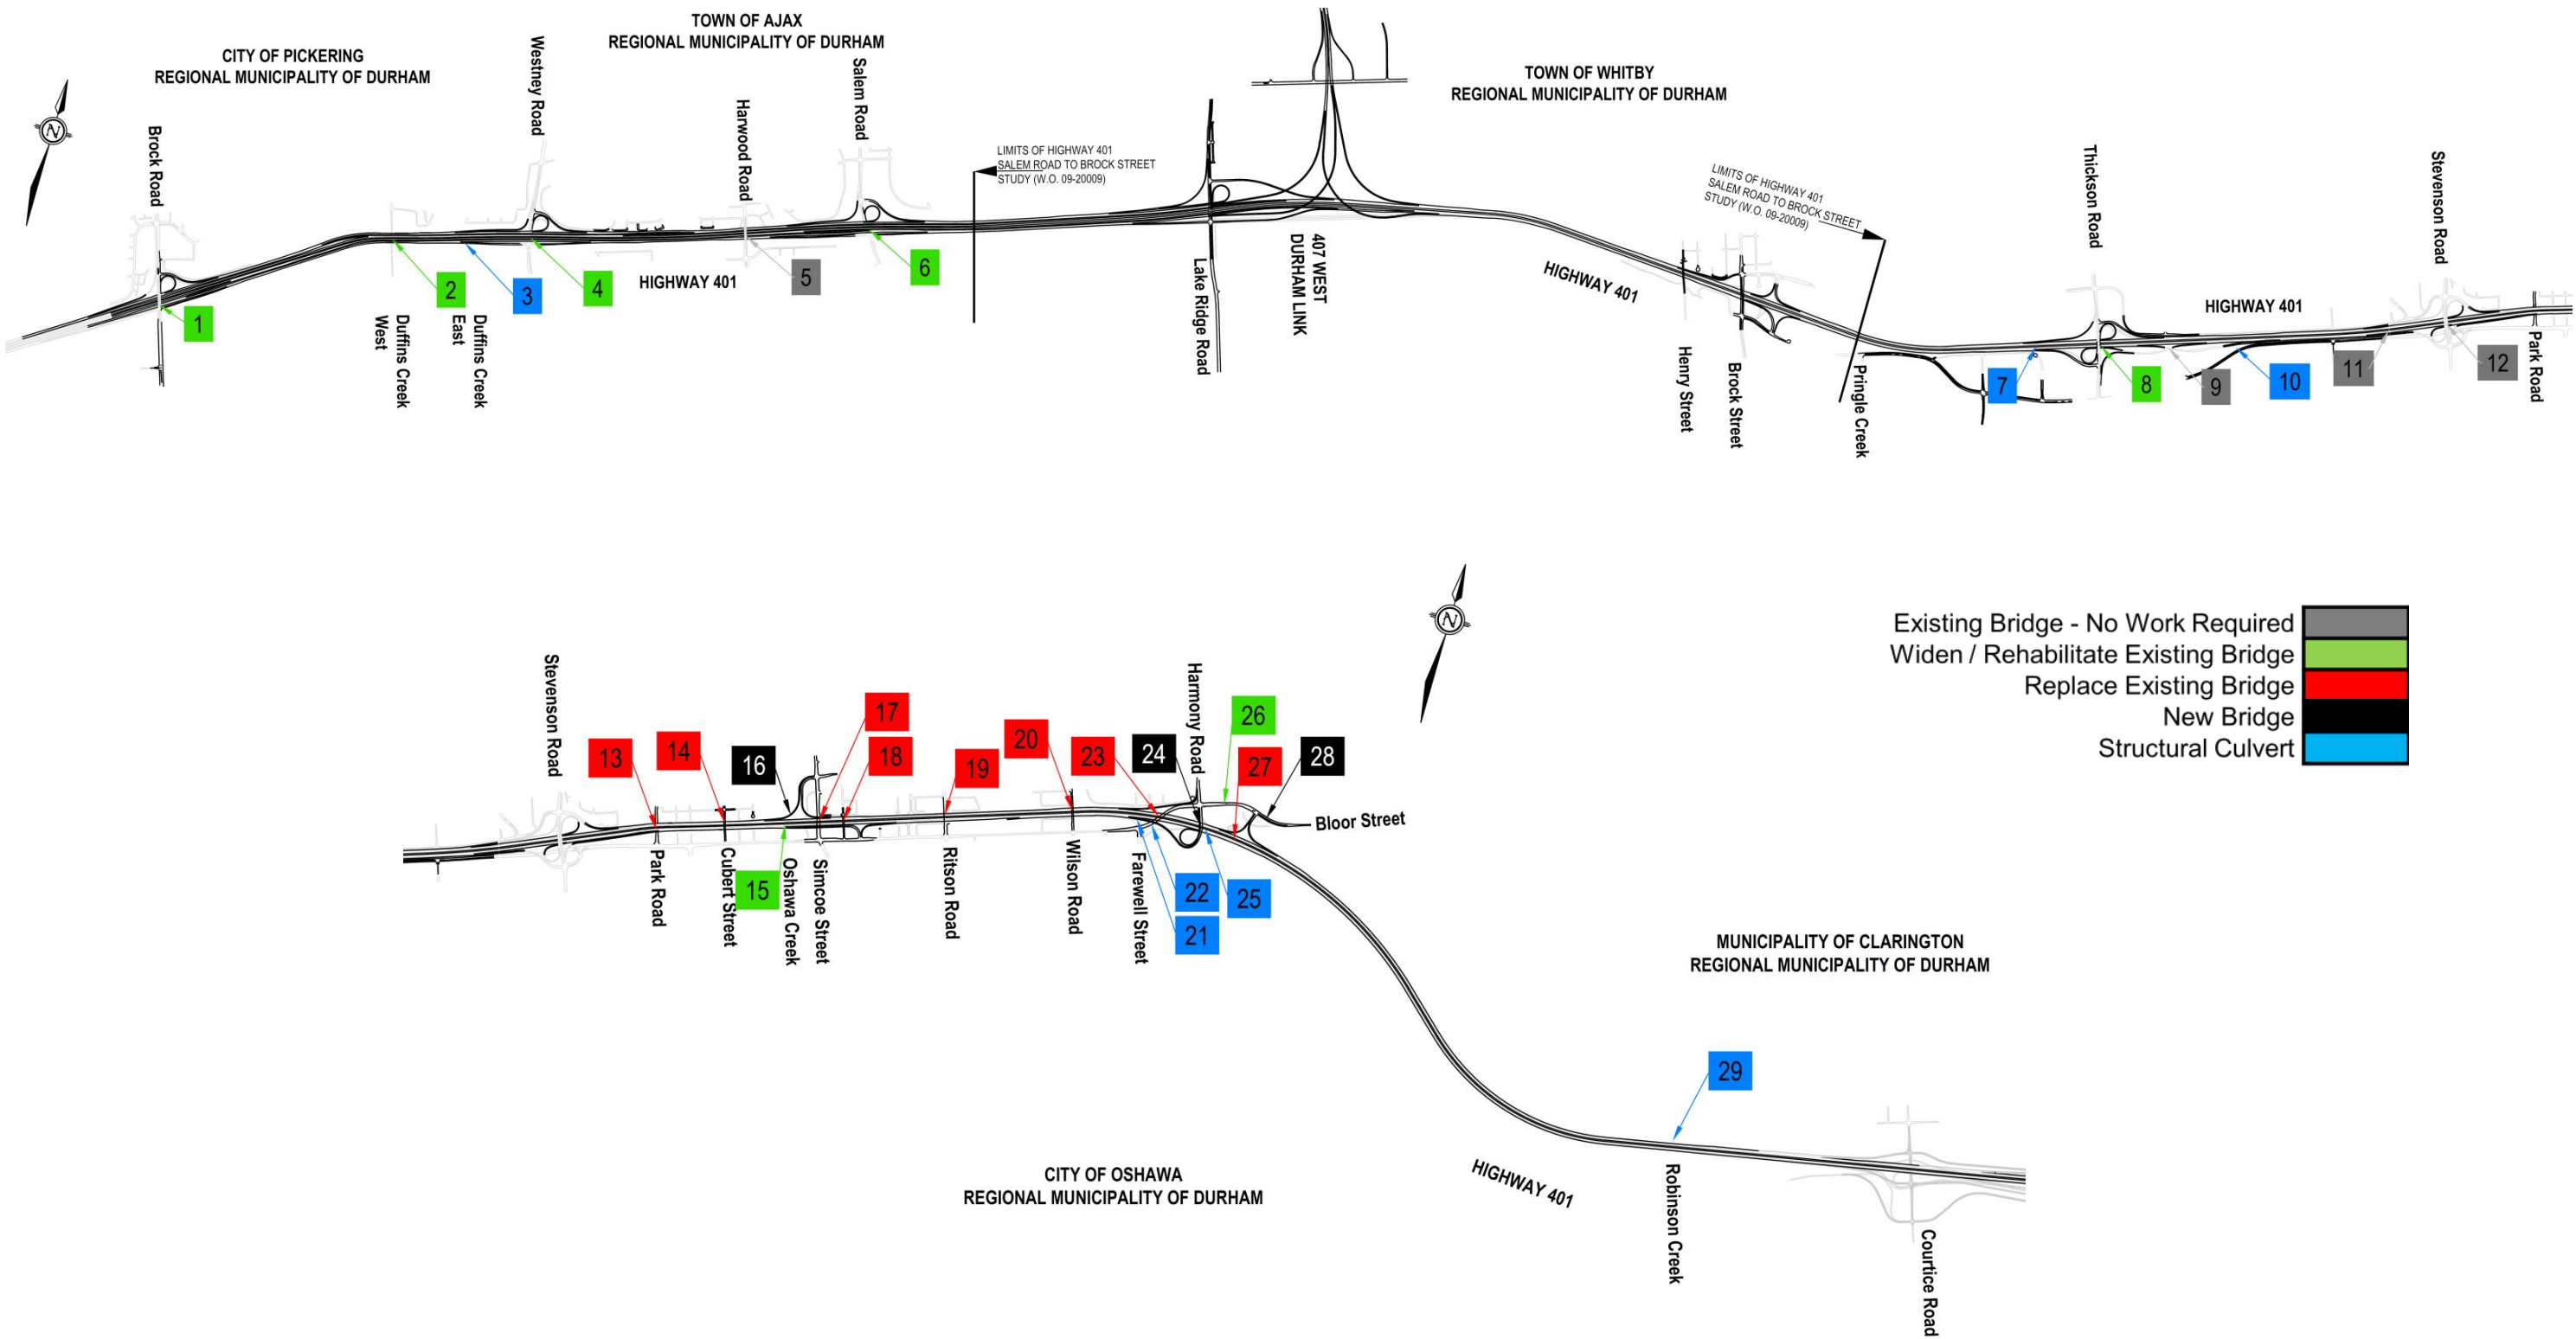 TOWN OF AJAX
REGIONAL MUNICIPALITY OF DURHAM
CITY OF PICKERING
REGIONAL MUNICIPALITY OF DURHAM
TOWN OF WHITBY
REGIONAL MUNICIPALITY OF DURHAM
N
Brock Road
Westney Road
Harwood Road
Salem Road
LIMITS OF HIGHWAY 401
SALEM ROAD TO BROCK STREET
STUDY (W.O. 09-20009)
LIMITS OF HIGHWAY 401
SALEM ROAD TO BROCK STREET
STUDY (W.O. 09-20009)
Thickson Road
Stevenson Road
1
2
3
4
HIGHWAY 401
5
6
Duffins Creek
West
Duffins Creek
East
Lake Ridge Road
407 WEST
DURHAM LINK
HIGHWAY 401
Henry Street
Brock Street
Pringle Creek
HIGHWAY 401
7
8
9
10
11
12
Park Road
N
Existing Bridge - No Work Required
Widen / Rehabilitate Existing Bridge
Replace Existing Bridge
New Bridge
Structural Culvert
Stevenson Road
13
14
16
17
18
19
20
23
24
Harmony Road
26
27
28
Bloor Street
Park Road
Cubert Street
15
Oshawa Creek
Simcoe Street
Ritson Road
Wilson Road
Farewell Street
22
21
25
MUNICIPALITY OF CLARINGTON
REGIONAL MUNICIPALITY OF DURHAM
29
CITY OF OSHAWA
REGIONAL MUNICIPALITY OF DURHAM
HIGHWAY 401
Robinson Creek
Courtice Road